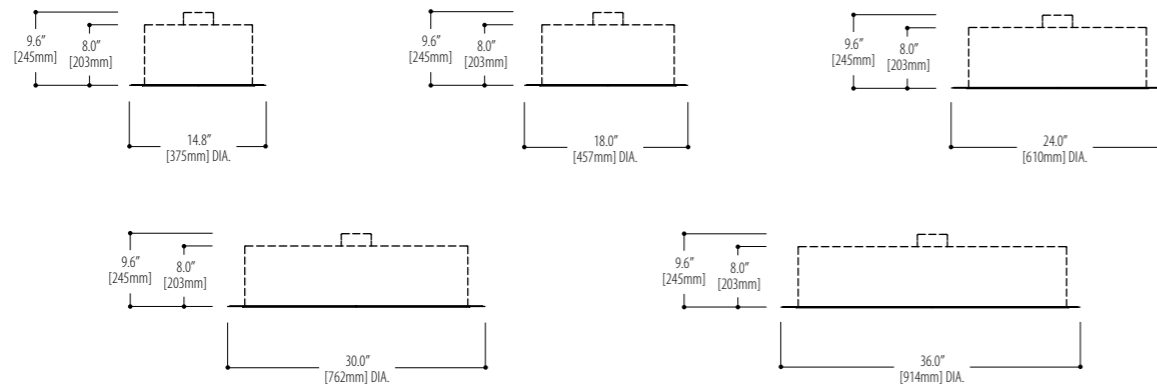 9.6"
[245mm]
8.0"
[203mm]
14.8"
[375mm] DIA.
9.6"
[245mm]
8.0"
[203mm]
18.0"
[457mm] DIA.
9.6"
[245mm]
8.0"
[203mm]
24.0"
[610mm] DIA.
9.6"
[245mm]
8.0"
[203mm]
30.0"
[762mm] DIA.
9.6"
[245mm]
8.0"
[203mm]
36.0"
[914mm] DIA.